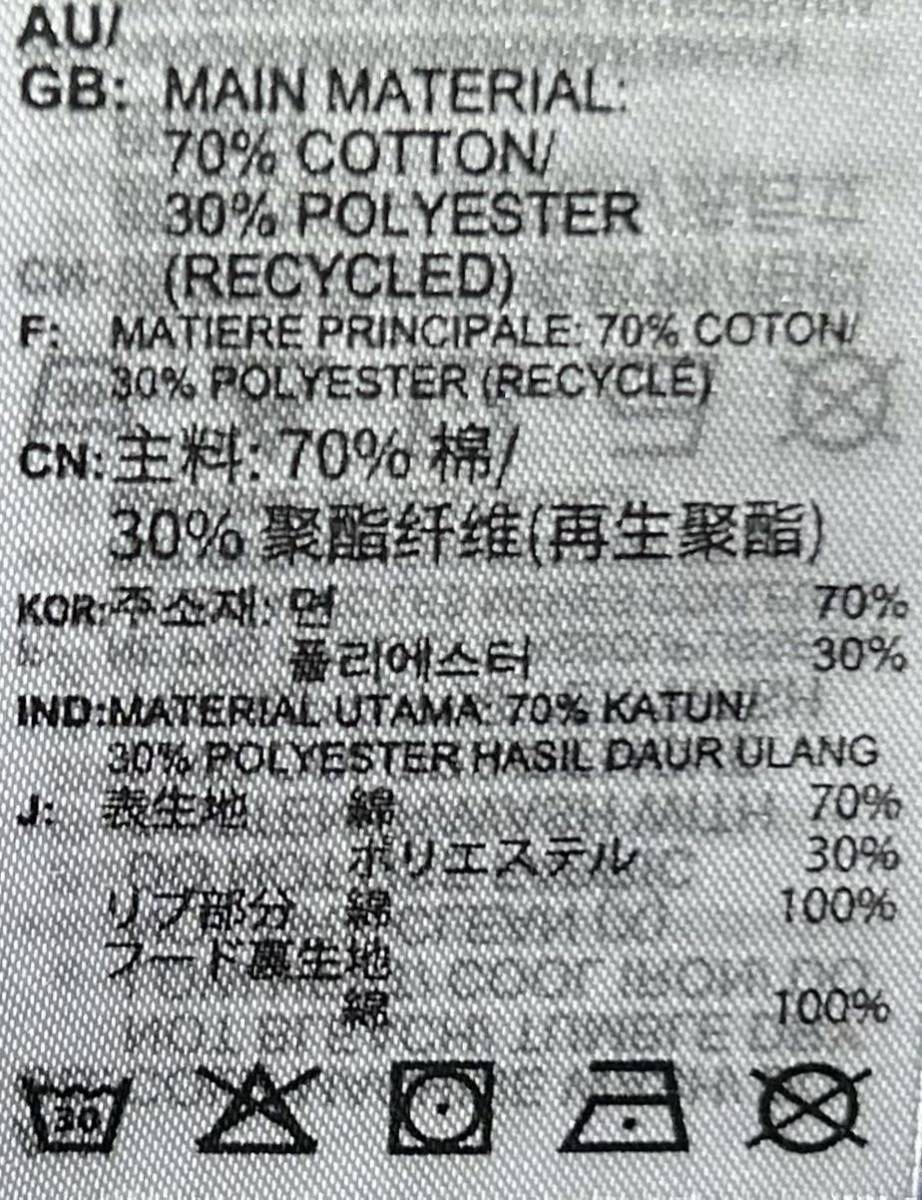 AU/
GB: MAIN MATERIAL:
70% COTTON/
30% POLYESTER
(RECYCLED)
F: MATIERE PRINCIPALE: 70% COTON/
30% POLYESTER (RECYCLÉ)
CN: 主料: 70% 棉/
30% 聚酯纤维(再生聚酯)
KOR: 주소재: 면 70%
폴리에스터 30%
IND: MATERIAL UTAMA: 70% KATUN/
30% POLYESTER HASIL DAUR ULANG
J: 表生地 綿 70%
ポリエステル 30%
リブ部分 綿 100%
フード裏生地
綿 100%
30